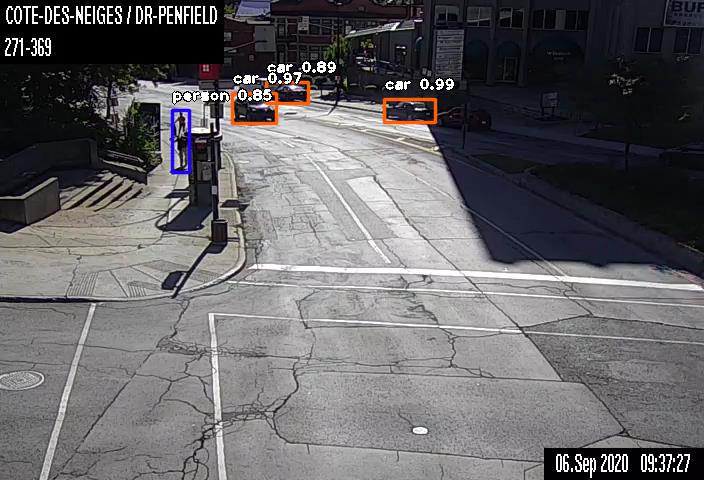 COTE-DES-NEIGES / DR-PENFIELD
271-369
car 0.89
car 0.97
car 0.99
person 0.85
06.Sep 2020 09:37:27